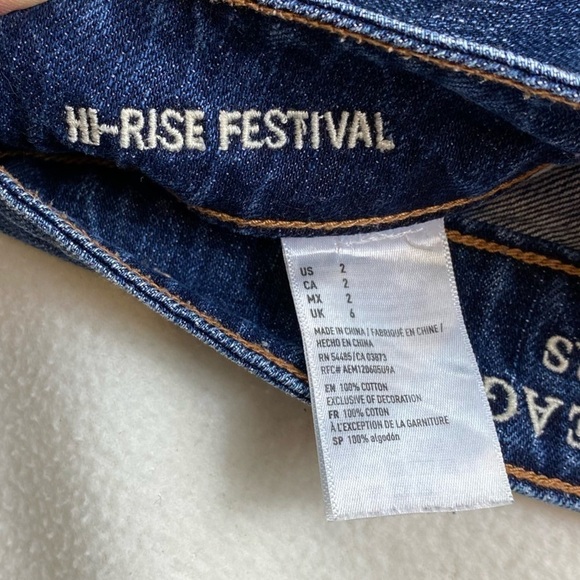 HI-RISE FESTIVAL
US 2
CA 2
MX 2
UK 6
MADE IN CHINA / FABRIQUÉ EN CHINE /
HECHO EN CHINA
RN 54485/CA 03873
RFC# AEM120605U9A
EN 100% COTTON
EXCLUSIVE OF DECORATION
FR 100% COTON
À L'EXCEPTION DE LA GARNITURE
SP 100% algodón